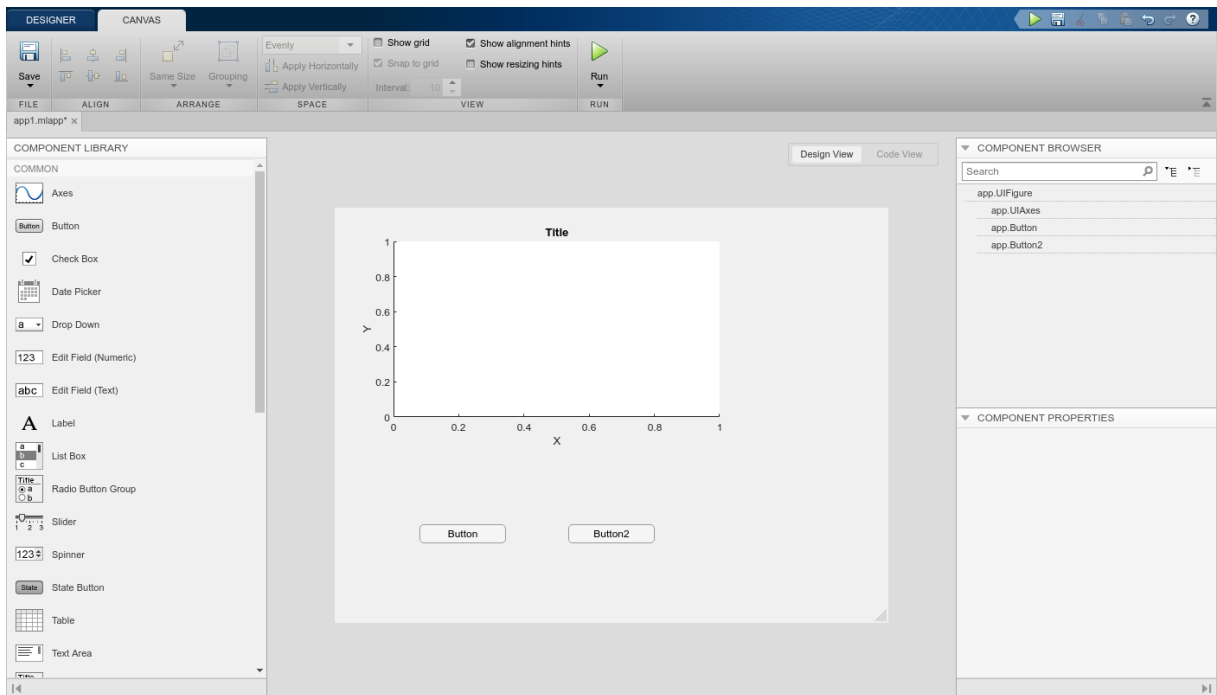 DESIGNER CANVAS
Save
Same Size Grouping
Evenly
Apply Horizontally
Apply Vertically
Show grid
Snap to grid
Interval: 10
Show alignment hints
Show resizing hints
Run
FILE ALIGN ARRANGE SPACE VIEW RUN
app1.mlapp*
COMPONENT LIBRARY
COMMON
Axes
Button Button
Check Box
Date Picker
a Drop Down
123 Edit Field (Numeric)
abc Edit Field (Text)
A Label
a
b
c
List Box
Title
a
b
Radio Button Group
1 2 3 Slider
123 Spinner
State State Button
Table
Text Area
Design View Code View
Title
1
0.8
0.6
0.4
0.2
0
Y
0 0.2 0.4 0.6 0.8 1
X
Button Button2
COMPONENT BROWSER
Search
app.UIFigure
app.UIAxes
app.Button
app.Button2
COMPONENT PROPERTIES